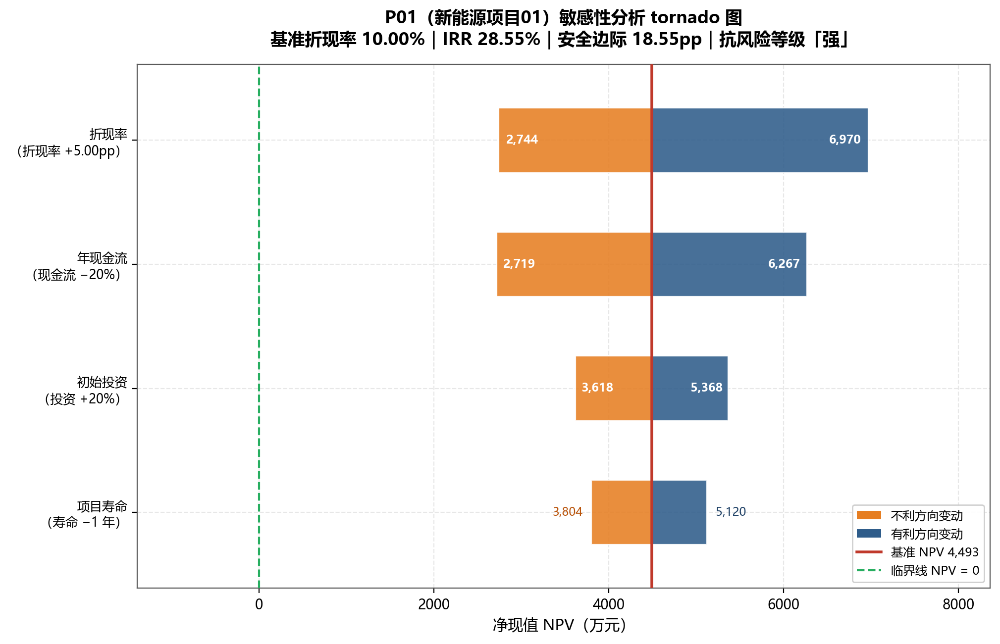 P01（新能源项目01）敏感性分析 tornado 图
基准折现率 10.00% | IRR 28.55% | 安全边际 18.55pp | 抗风险等级「强」
折现率
（折现率 +5.00pp）
2,744
6,970
年现金流
（现金流 −20%）
2,719
6,267
初始投资
（投资 +20%）
3,618
5,368
项目寿命
（寿命 −1 年）
3,804
5,120
不利方向变动
有利方向变动
基准 NPV 4,493
临界线 NPV = 0
0
2000
4000
6000
8000
净现值 NPV（万元）